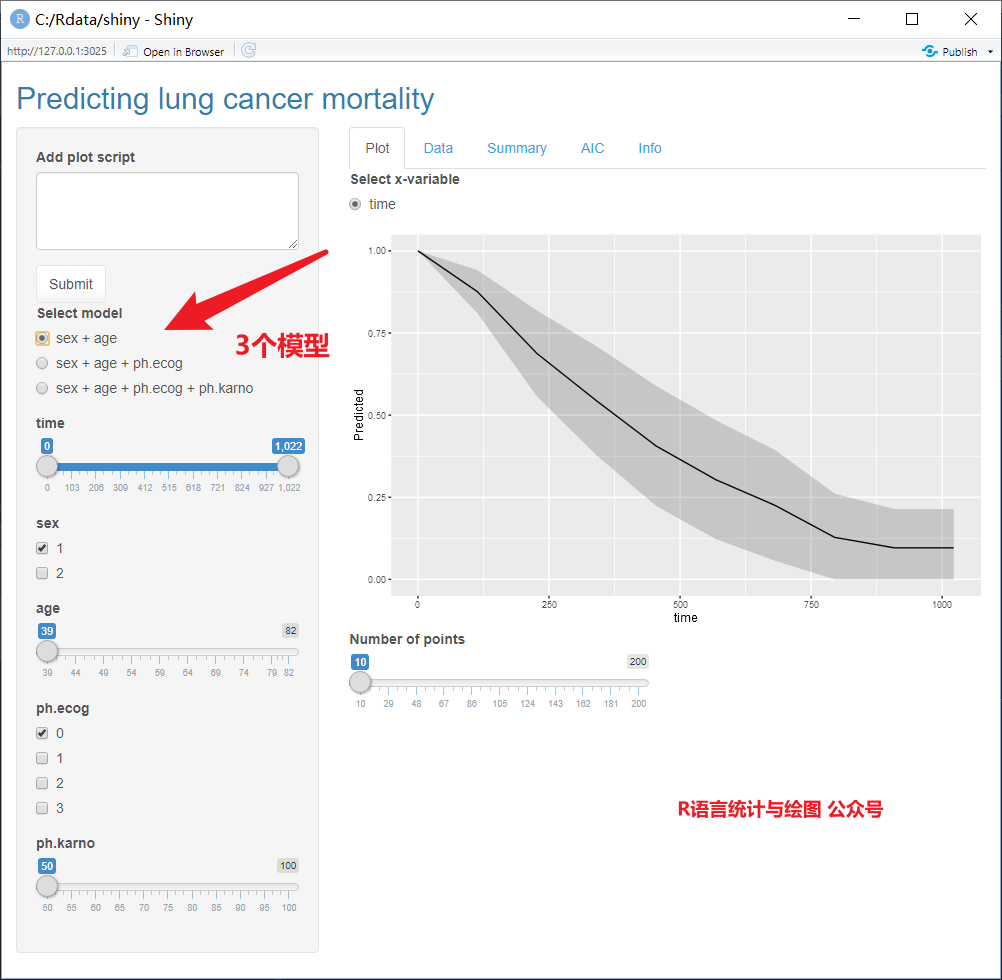 R C:/Rdata/shiny - Shiny
http://127.0.0.1:3025 Open in Browser Publish
Predicting lung cancer mortality
Add plot script
Submit
Select model
sex + age
sex + age + ph.ecog
sex + age + ph.ecog + ph.karno
3个模型
time
0 1,022
0 103 206 309 412 515 618 721 824 927 1,022
sex
1
2
age
39 82
39 44 49 54 59 64 69 74 79 82
ph.ecog
0
1
2
3
ph.karno
50 100
50 55 60 65 70 75 80 85 90 95 100
Plot Data Summary AIC Info
Select x-variable
time
1.00
0.75
0.50
0.25
0.00
Predicted
0 250 500 750 1000
time
Number of points
10 200
10 29 48 67 86 105 124 143 162 181 200
R语言统计与绘图 公众号